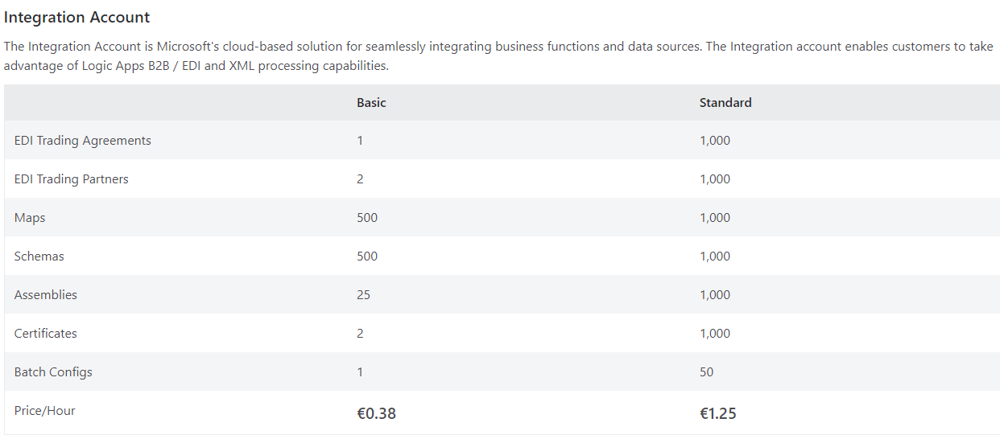 Integration Account
The Integration Account is Microsoft's cloud-based solution for seamlessly integrating business functions and data sources. The Integration account enables customers to take
advantage of Logic Apps B2B / EDI and XML processing capabilities.
Basic Standard
EDI Trading Agreements 1 1,000
EDI Trading Partners 2 1,000
Maps 500 1,000
Schemas 500 1,000
Assemblies 25 1,000
Certificates 2 1,000
Batch Configs 1 50
Price/Hour €0.38 €1.25